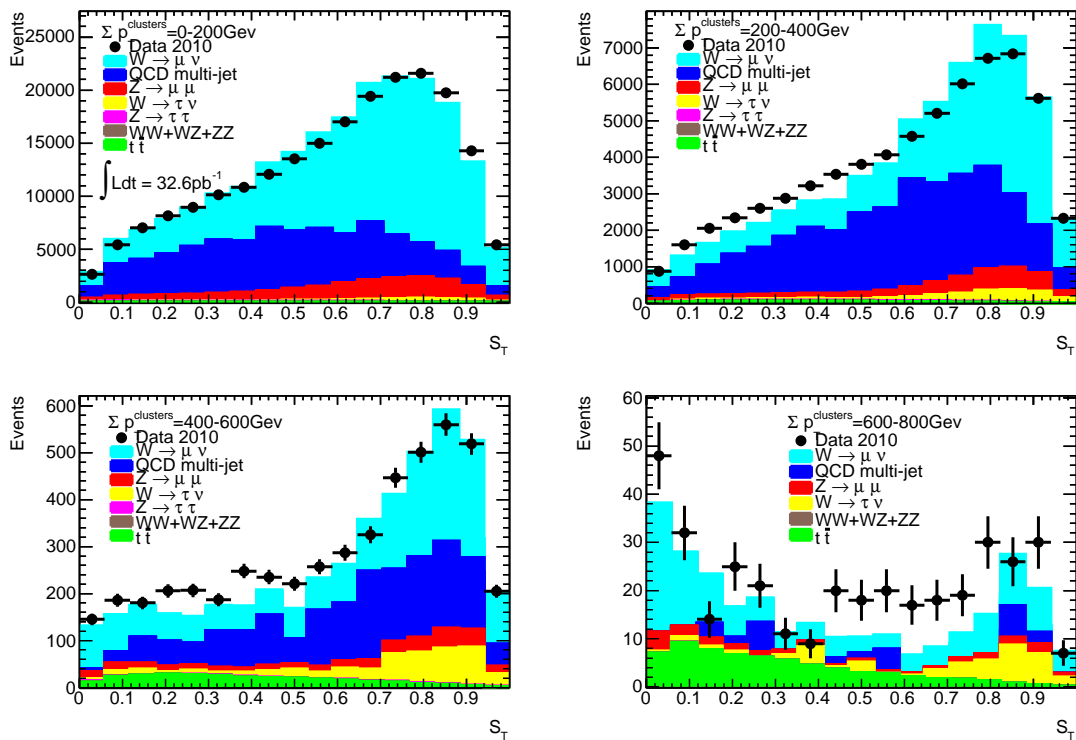 Events
25000
20000
15000
10000
5000
0
Σ p^clusters=0-200Gev
Data 2010
W → μ ν
QCD multi-jet
Z → μ μ
W → τ ν
Z → τ τ
WW+WZ+ZZ
t t̄
∫ Ldt = 32.6pb⁻¹
0 0.1 0.2 0.3 0.4 0.5 0.6 0.7 0.8 0.9
S_T
Events
7000
6000
5000
4000
3000
2000
1000
0
Σ p^clusters=200-400Gev
Data 2010
W → μ ν
QCD multi-jet
Z → μ μ
W → τ ν
Z → τ τ
WW+WZ+ZZ
t t̄
0 0.1 0.2 0.3 0.4 0.5 0.6 0.7 0.8 0.9
S_T
Events
600
500
400
300
200
100
0
Σ p^clusters=400-600Gev
Data 2010
W → μ ν
QCD multi-jet
Z → μ μ
W → τ ν
Z → τ τ
WW+WZ+ZZ
t t̄
0 0.1 0.2 0.3 0.4 0.5 0.6 0.7 0.8 0.9
S_T
Events
60
50
40
30
20
10
0
Σ p^clusters=600-800Gev
Data 2010
W → μ ν
QCD multi-jet
Z → μ μ
W → τ ν
WW+WZ+ZZ
t t̄
0 0.1 0.2 0.3 0.4 0.5 0.6 0.7 0.8 0.9
S_T